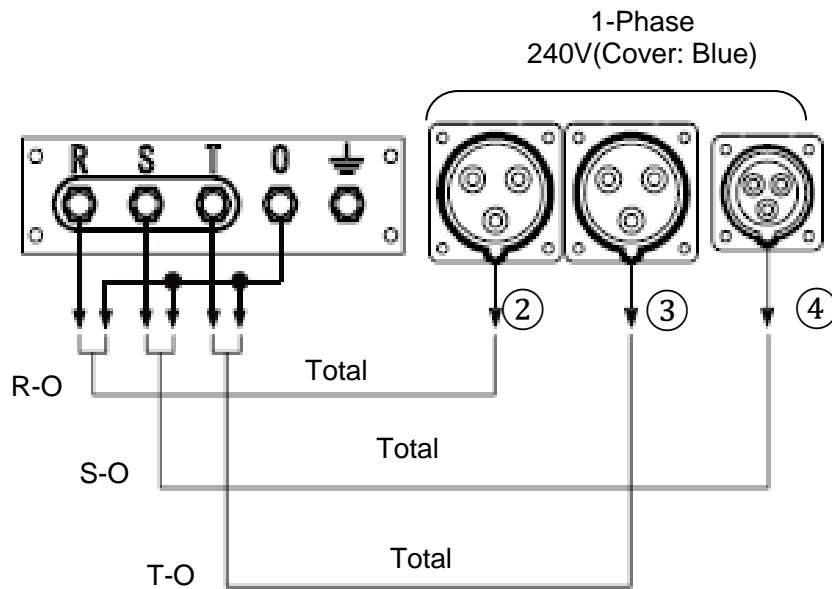 1-Phase
240V(Cover: Blue)
R S T O
② ③ ④
R-O Total
S-O Total
T-O Total